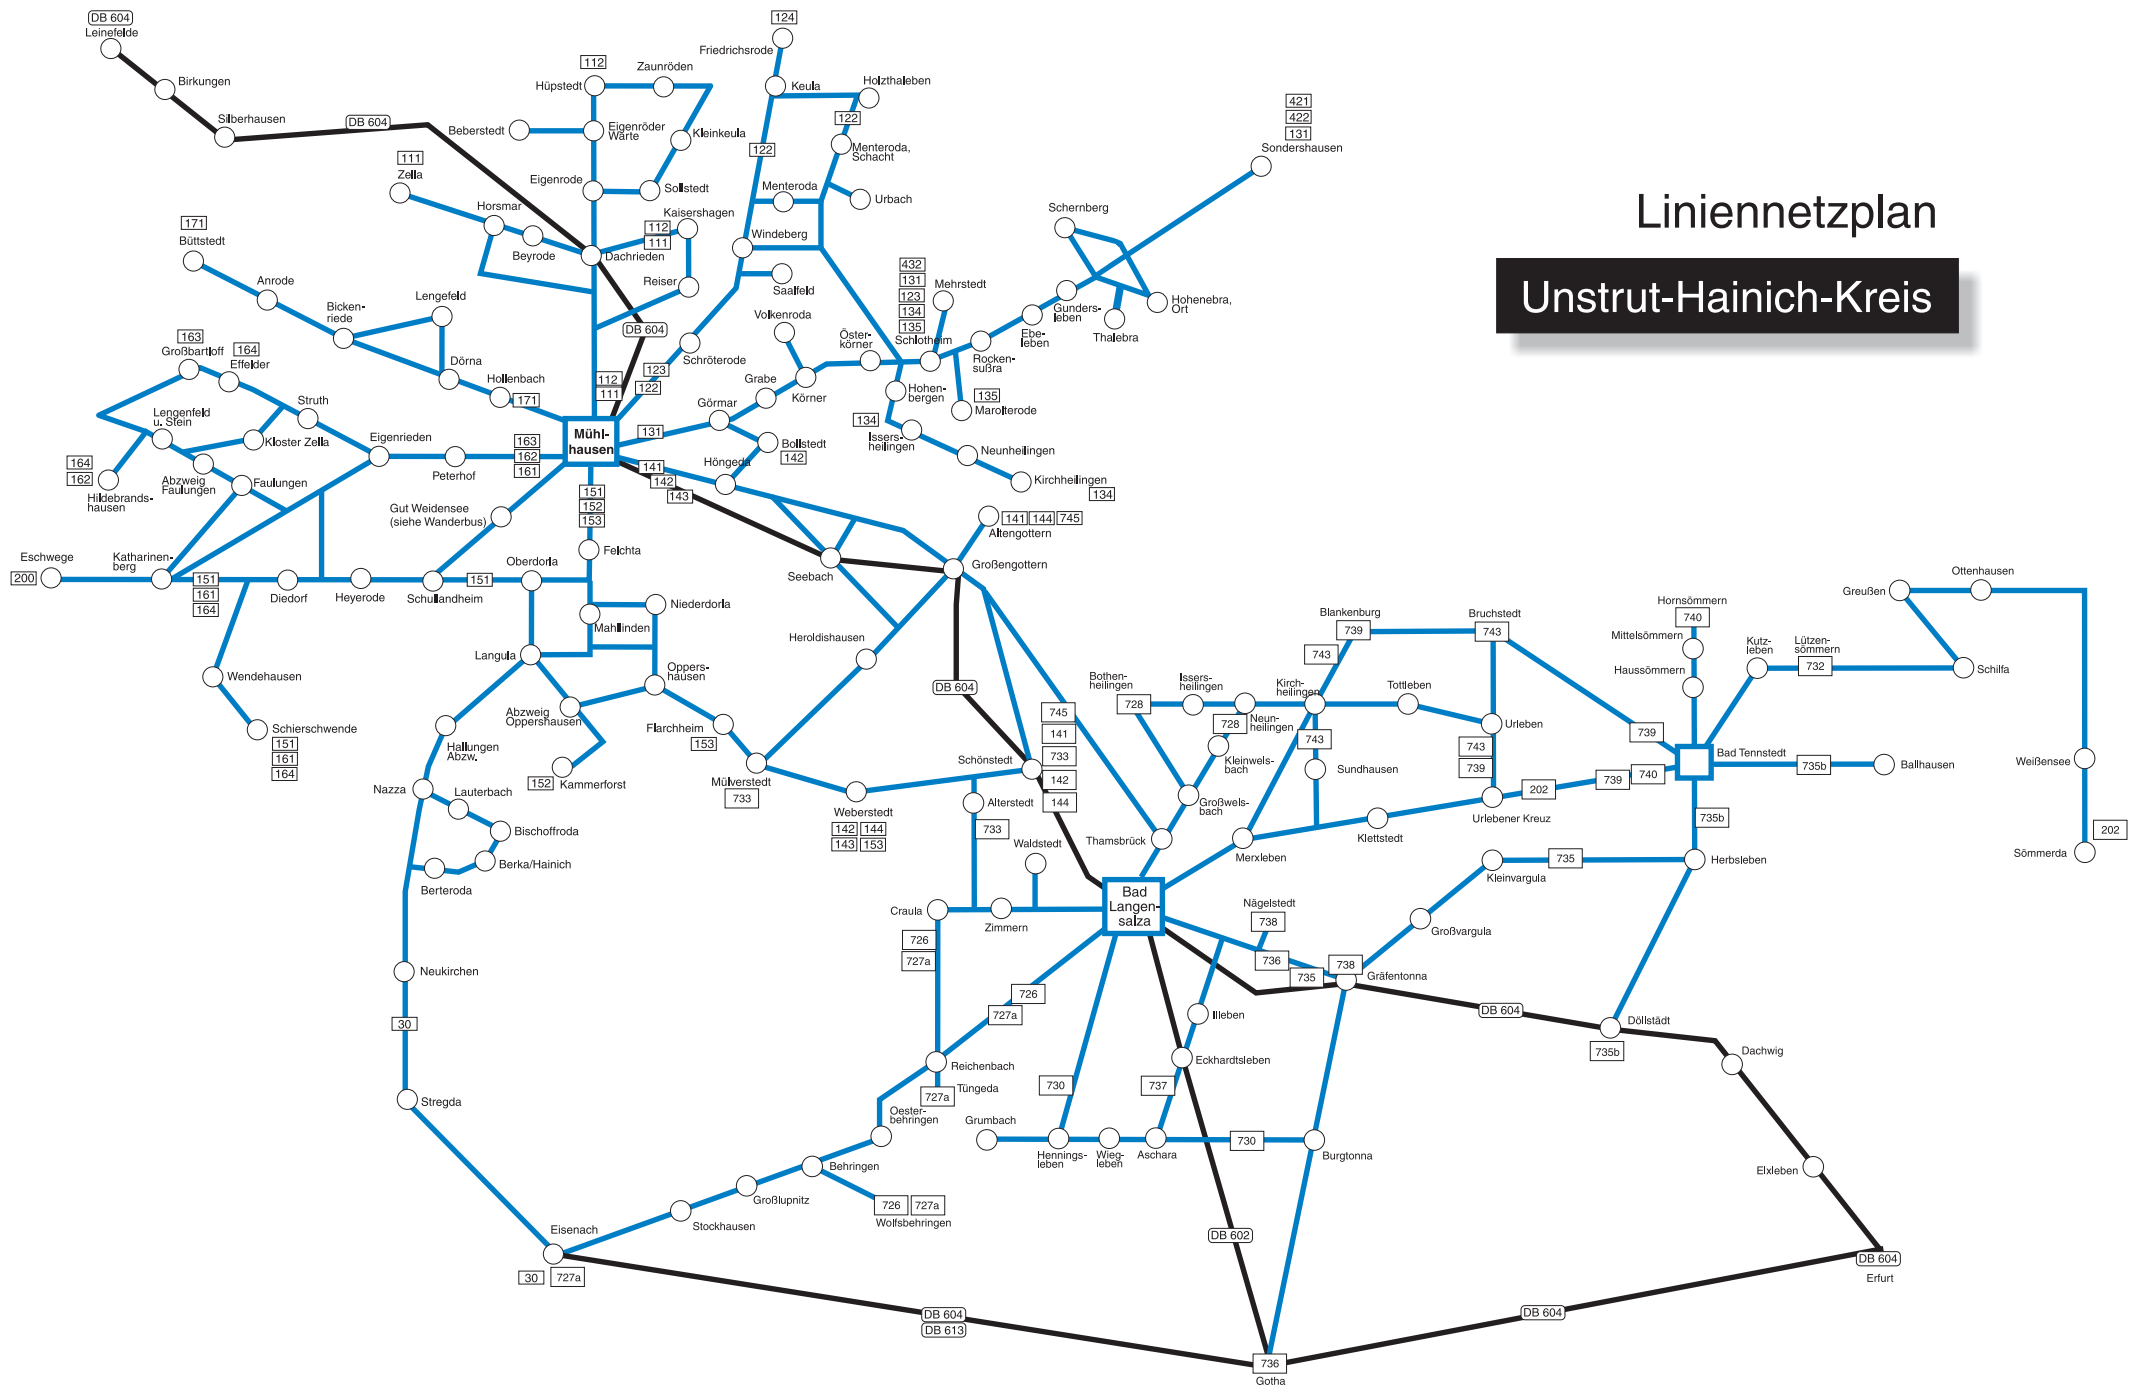 DB 604
Leinefelde
Birkungen
Silberhausen
DB 604
112
Hüpstedt
Zaunröden
Beberstedt
Eigenröder
Warte
Kleinkeula
Eigenrode
Sollstedt
111
Zella
Horsmar
Beyrode
Dachrieden
112
111
Kaisershagen
Reiser
DB 604
124
Friedrichsrode
Keula
Holzthaleben
122
122
Menteroda,
Schacht
Menteroda
Urbach
Windeberg
Saalfeld
Schröterode
123
122
421
422
131
Sondershausen
Schernberg
Hohenebra,
Ort
Thalebra
Gunders-
leben
Ebe-
leben
Rocken-
sußra
432
131
123
134
135
Schlotheim
Mehrstedt
135
Marolterode
Hohen-
bergen
134
Issers-
heilingen
Neunheilingen
Kirchheilingen
134
Liniennetzplan
Unstrut-Hainich-Kreis
171
Büttstedt
Anrode
Bicken-
riede
Lengefeld
Dörna
Hollenbach
171
112
111
163
Großbartloff
164
Effelder
Struth
Lengenfeld
u. Stein
Kloster Zella
Eigenrieden
Peterhof
163
162
161
164
162
Hildebrands-
hausen
Abzweig
Faulungen
Faulungen
Gut Weidensee
(siehe Wanderbus)
Mühl-
hausen
Volkenroda
Öster-
körner
Körner
Grabe
Görmar
131
Bollstedt
142
Höngeda
141
142
143
151
152
153
Felchta
Eschwege
200
Katharinen-
berg
151
161
164
Diedorf
Heyerode
Schullandheim
151
Oberdorla
Mahllinden
Niederdorla
Langula
Oppers-
hausen
Abzweig
Oppershausen
Flarchheim
153
152
Kammerforst
Wendehausen
Schierschwende
151
161
164
Hallungen
Abzw.
Nazza
Lauterbach
Bischoffroda
Berka/Hainich
Berteroda
Neukirchen
30
Stregda
Eisenach
30
727a
Seebach
Großengottern
141
144
745
Altengottern
Heroldishausen
DB 604
Mülverstedt
733
Weberstedt
142
144
143
153
Schönstedt
745
141
733
142
144
Alterstedt
733
Waldstedt
Craula
Zimmern
726
727a
Bad
Langen-
salza
726
727a
Reichenbach
727a
Tüngeda
Oester-
behringen
Behringen
Großlupnitz
Stockhausen
726
727a
Wolfsbehringen
Bothen-
heilingen
728
Issers-
heilingen
Neun-
heilingen
728
Kleinwels-
bach
Großwels-
bach
Thamsbrück
Merxleben
Kirch-
heilingen
743
743
Sundhausen
Blankenburg
739
Bruchstedt
743
Tottleben
Urleben
743
739
Klettstedt
Urlebener Kreuz
202
739
740
739
Hornsömmern
740
Mittelsömmern
Haussömmern
Bad Tennstedt
735b
Ballhausen
735b
Kutz-
leben
Lützen-
sömmern
732
Schilfa
Greußen
Ottenhausen
Weißensee
202
Sömmerda
Herbsleben
735
Kleinvargula
Großvargula
Nägelstedt
738
736
735
738
Gräfentonna
DB 604
Döllstädt
735b
Dachwig
Elxleben
DB 604
Erfurt
Illeben
Eckhardtsleben
737
730
Grumbach
Hennings-
leben
Wieg-
leben
Aschara
730
Burgtonna
DB 602
DB 604
DB 613
DB 604
736
Gotha